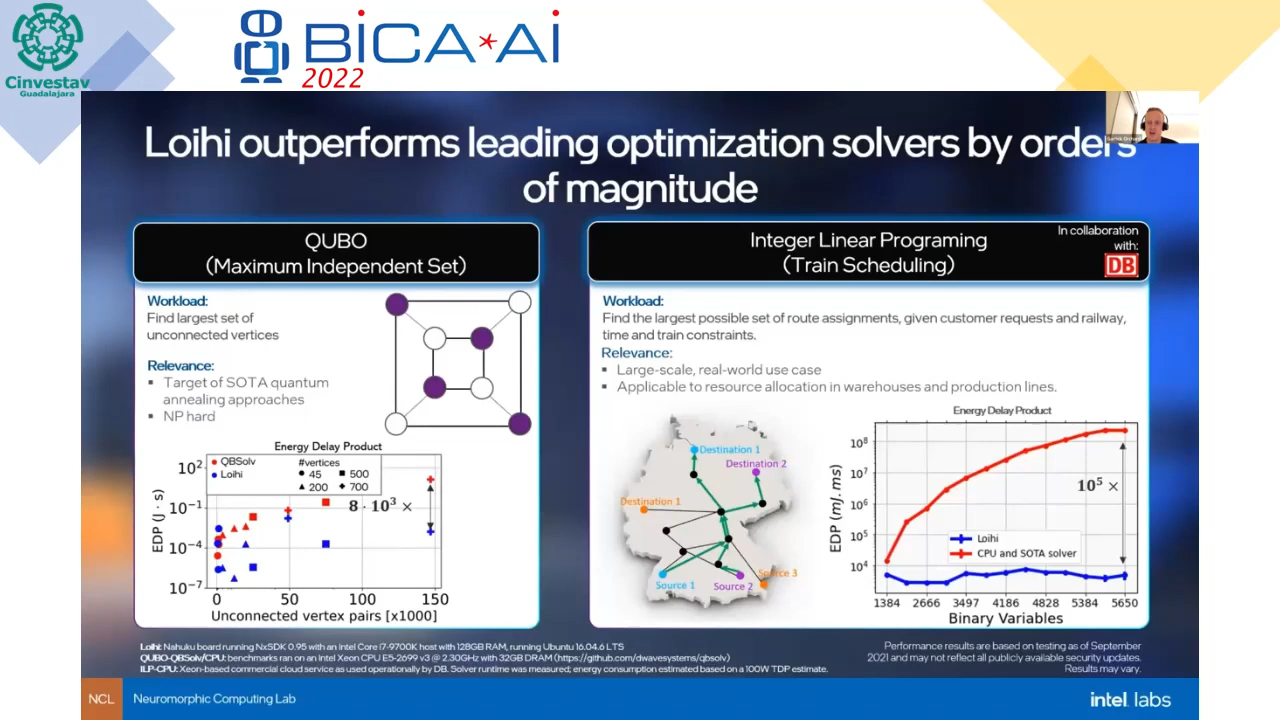 Cinvestav
Guadalajara
BiCA*Ai
2022
Loihi outperforms leading optimization solvers by orders
of magnitude
QUBO
(Maximum Independent Set)
Workload:
Find largest set of
unconnected vertices
Relevance:
▪ Target of SOTA quantum
annealing approaches
▪ NP hard
Energy Delay Product
QBSolv
Loihi
#vertices
45
500
200
700
8 · 10³ ×
EDP (J · s)
10²
10⁻¹
10⁻⁴
10⁻⁷
0 50 100 150
Unconnected vertex pairs [x1000]
Integer Linear Programing
(Train Scheduling)
In collaboration
with:
DB
Workload:
Find the largest possible set of route assignments, given customer requests and railway,
time and train constraints.
Relevance:
▪ Large-scale, real-world use case
▪ Applicable to resource allocation in warehouses and production lines.
Destination 1
Destination 2
Destination 1
Source 1
Source 2
Source 3
Energy Delay Product
EDP (mJ. ms)
10⁸
10⁷
10⁶
10⁵
10⁴
10⁵ ×
Loihi
CPU and SOTA solver
1384 2666 3497 4186 4828 5384 5650
Binary Variables
Loihi: Nahuku board running NxSDK 0.95 with an Intel Core i7-9700K host with 128GB RAM, running Ubuntu 16.04.6 LTS
QUBO-QBSolv/CPU: benchmarks ran on an Intel Xeon CPU E5-2699 v3 @ 2.30GHz with 32GB DRAM (https://github.com/dwavesystems/qbsolv)
ILP-CPU: Xeon-based commercial cloud service as used operationally by DB. Solver runtime was measured; energy consumption estimated based on a 100W TDP estimate.
Performance results are based on testing as of September
2021 and may not reflect all publicly available security updates.
Results may vary.
NCL
Neuromorphic Computing Lab
intel labs